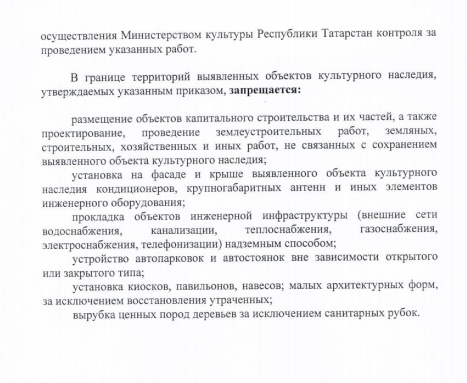 осуществления Министерством культуры Республики Татарстан контроля за
проведением указанных работ.
В границе территорий выявленных объектов культурного наследия,
утверждаемых указанным приказом, запрещается:
размещение объектов капитального строительства и их частей, а также
проектирование, проведение землеустроительных работ, земляных,
строительных, хозяйственных и иных работ, не связанных с сохранением
выявленного объекта культурного наследия;
установка на фасаде и крыше выявленного объекта культурного
наследия кондиционеров, крупногабаритных антенн и иных элементов
инженерного оборудования;
прокладка объектов инженерной инфраструктуры (внешние сети
водоснабжения, канализации, теплоснабжения, газоснабжения,
электроснабжения, телефонизации) надземным способом;
устройство автопарковок и автостоянок вне зависимости открытого
или закрытого типа;
установка киосков, павильонов, навесов; малых архитектурных форм,
за исключением восстановления утраченных;
вырубка ценных пород деревьев за исключением санитарных рубок.